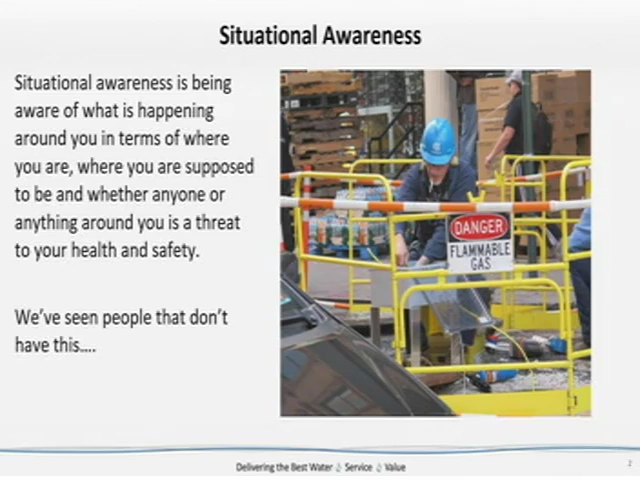 Situational Awareness
Situational awareness is being
aware of what is happening
around you in terms of where
you are, where you are supposed
to be and whether anyone or
anything around you is a threat
to your health and safety.
We've seen people that don't
have this....
DANGER
FLAMMABLE
GAS
Delivering the Best Water Service Value
2